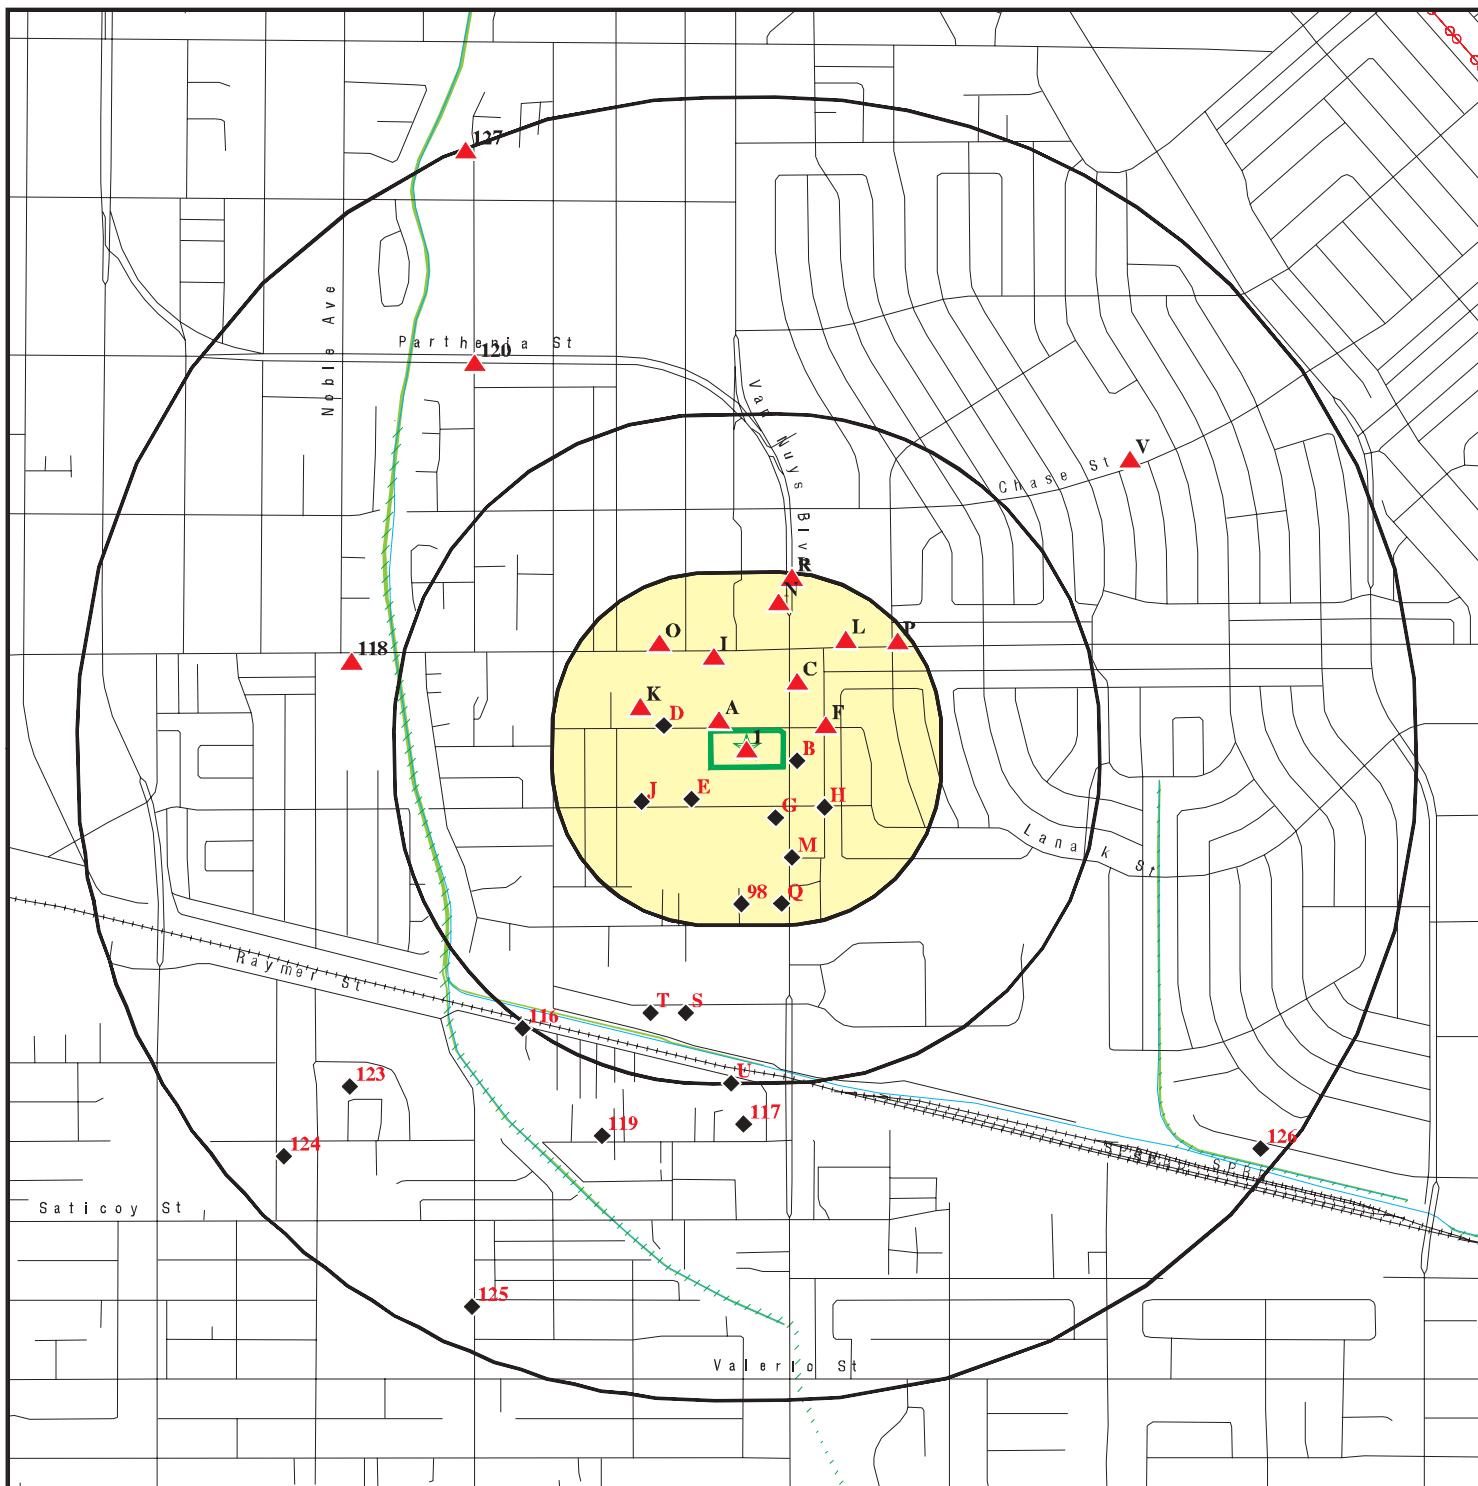 127
Noble Ave
Parthenia St
120
Van Nuys Blvd
Chase St
V
R
N
O
I
L
P
118
C
K
D
A
F
1
B
J
E
G
H
Lanark St
M
98
Q
Raymer St
T
S
116
U
123
117
119
124
126
Saticoy St
125
Valerio St